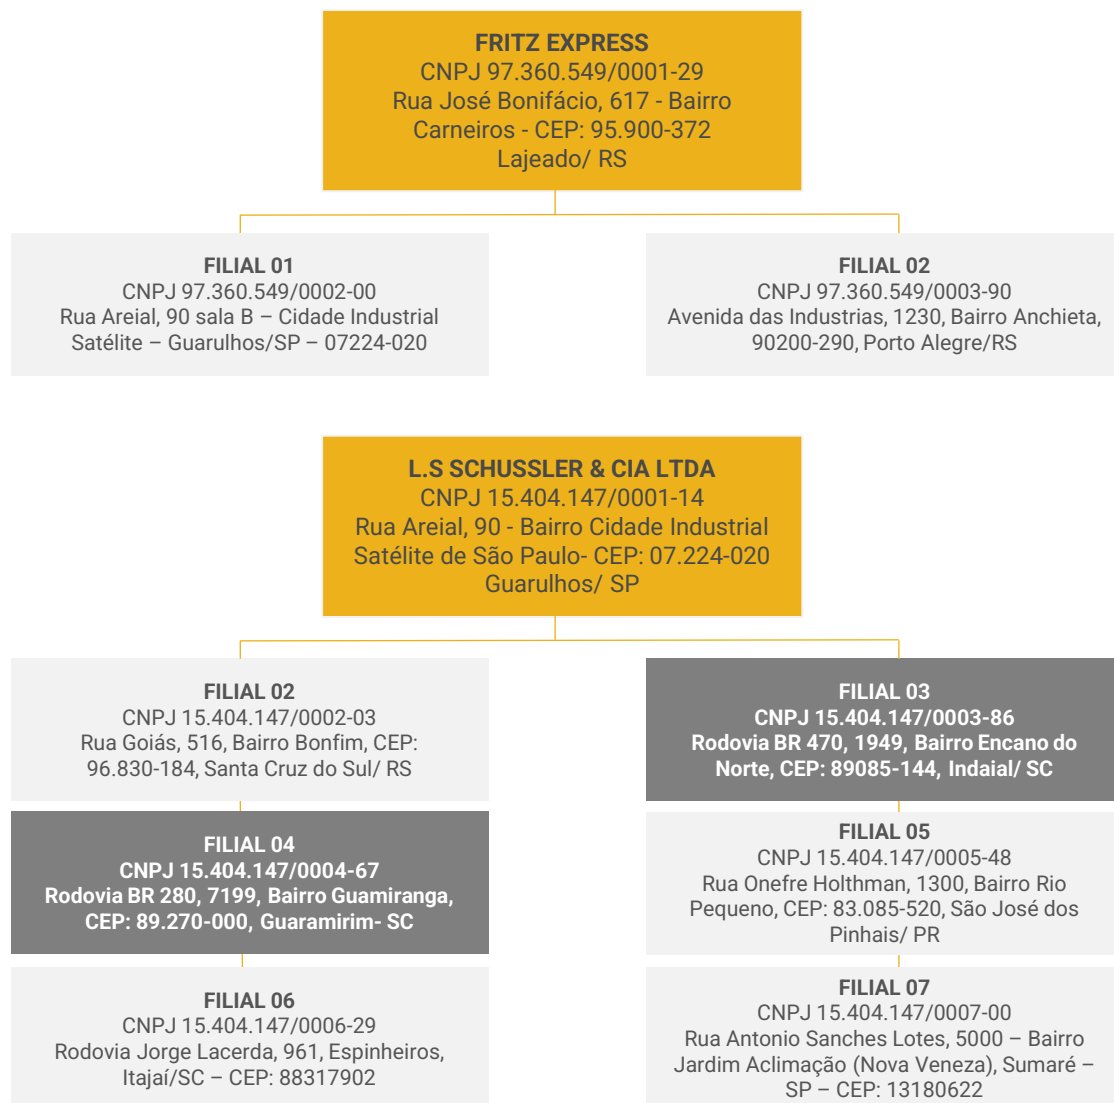 FRITZ EXPRESS
CNPJ 97.360.549/0001-29
Rua José Bonifácio, 617 - Bairro
Carneiros - CEP: 95.900-372
Lajeado/ RS
FILIAL 01
CNPJ 97.360.549/0002-00
Rua Areial, 90 sala B – Cidade Industrial
Satélite – Guarulhos/SP – 07224-020
FILIAL 02
CNPJ 97.360.549/0003-90
Avenida das Industrias, 1230, Bairro Anchieta,
90200-290, Porto Alegre/RS
L.S SCHUSSLER & CIA LTDA
CNPJ 15.404.147/0001-14
Rua Areial, 90 - Bairro Cidade Industrial
Satélite de São Paulo- CEP: 07.224-020
Guarulhos/ SP
FILIAL 02
CNPJ 15.404.147/0002-03
Rua Goiás, 516, Bairro Bonfim, CEP:
96.830-184, Santa Cruz do Sul/ RS
FILIAL 03
CNPJ 15.404.147/0003-86
Rodovia BR 470, 1949, Bairro Encano do
Norte, CEP: 89085-144, Indaial/ SC
FILIAL 04
CNPJ 15.404.147/0004-67
Rodovia BR 280, 7199, Bairro Guamiranga,
CEP: 89.270-000, Guaramirim- SC
FILIAL 05
CNPJ 15.404.147/0005-48
Rua Onefre Holthman, 1300, Bairro Rio
Pequeno, CEP: 83.085-520, São José dos
Pinhais/ PR
FILIAL 06
CNPJ 15.404.147/0006-29
Rodovia Jorge Lacerda, 961, Espinheiros,
Itajaí/SC – CEP: 88317902
FILIAL 07
CNPJ 15.404.147/0007-00
Rua Antonio Sanches Lotes, 5000 – Bairro
Jardim Aclimação (Nova Veneza), Sumaré –
SP – CEP: 13180622